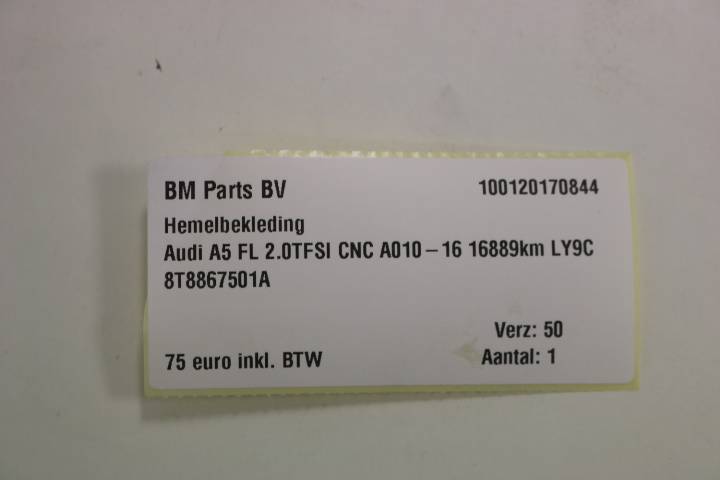 BM Parts BV 100120170844
Hemelbekleding
Audi A5 FL 2.0TFSI CNC A010-16 16889km LY9C
8T8867501A
Verz: 50
75 euro inkl. BTW Aantal: 1